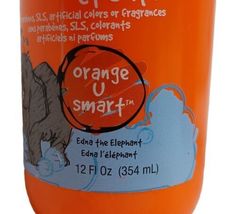 SLS, artificial colors or fragrances
sans parabènes, SLS, colorants
artificiels ni parfums
orange
U
smart™
Edna the Elephant
Edna l'éléphant
12 Fl Oz (354 mL)